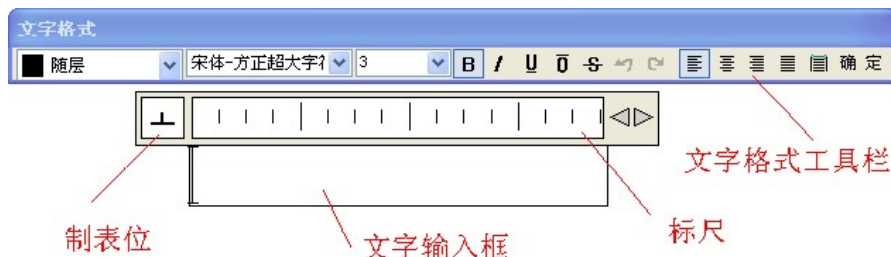 文字格式
随层 宋体-方正超大字 3 B I U O S 确定
文字格式工具栏
制表位
文字输入框
标尺